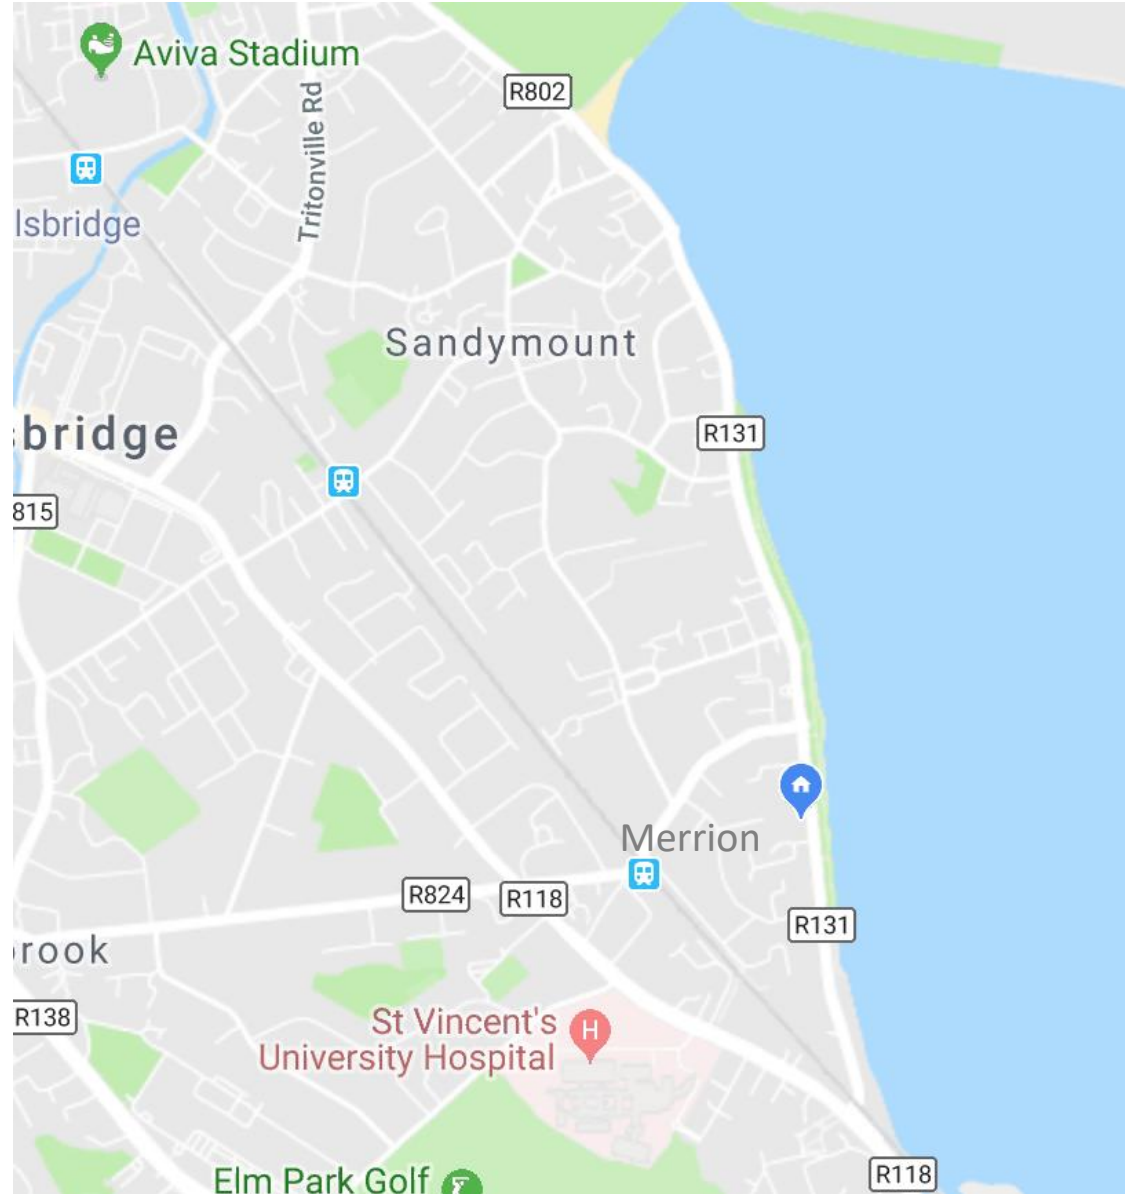 Aviva Stadium
R802
Tritonville Rd
lsbridge
Sandymount
bridge
R131
815
Merrion
R824
R118
R131
rook
R138
St Vincent's
University Hospital
H
Elm Park Golf
R118